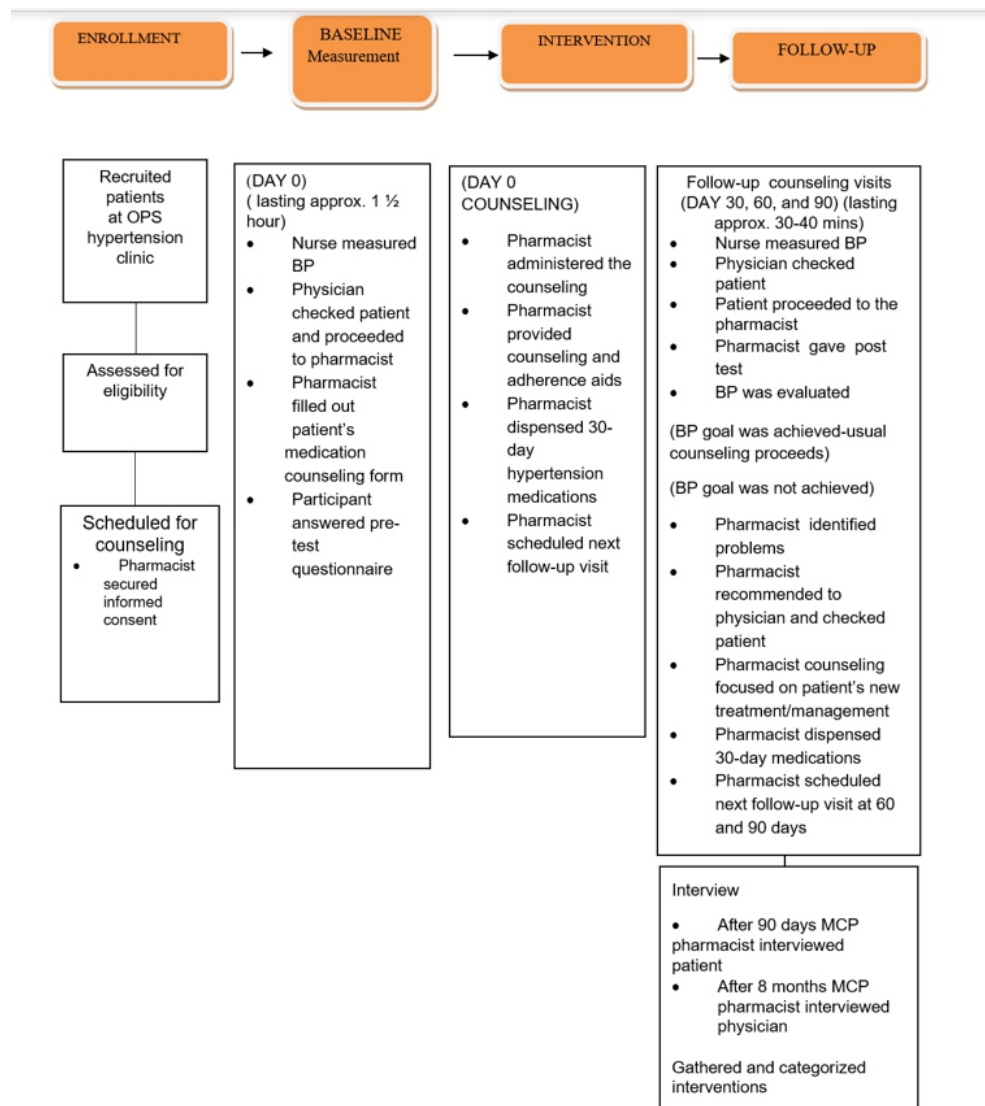 ENROLLMENT
BASELINE
Measurement
INTERVENTION
FOLLOW-UP
Recruited
patients
at OPS
hypertension
clinic
Assessed for
eligibility
Scheduled for
counseling
• Pharmacist
secured
informed
consent
(DAY 0)
( lasting approx. 1 ½
hour)
• Nurse measured
BP
• Physician
checked patient
and proceeded
to pharmacist
• Pharmacist
filled out
patient's
medication
counseling form
• Participant
answered pre-
test
questionnaire
(DAY 0
COUNSELING)
• Pharmacist
administered the
counseling
• Pharmacist
provided
counseling and
adherence aids
• Pharmacist
dispensed 30-
day
hypertension
medications
• Pharmacist
scheduled next
follow-up visit
Follow-up counseling visits
(DAY 30, 60, and 90) (lasting
approx. 30-40 mins)
• Nurse measured BP
• Physician checked
patient
• Patient proceeded to the
pharmacist
• Pharmacist gave post
test
• BP was evaluated
(BP goal was achieved-usual
counseling proceeds)
(BP goal was not achieved)
• Pharmacist identified
problems
• Pharmacist
recommended to
physician and checked
patient
• Pharmacist counseling
focused on patient's new
treatment/management
• Pharmacist dispensed
30-day medications
• Pharmacist scheduled
next follow-up visit at 60
and 90 days
Interview
• After 90 days MCP
pharmacist interviewed
patient
• After 8 months MCP
pharmacist interviewed
physician
Gathered and categorized
interventions